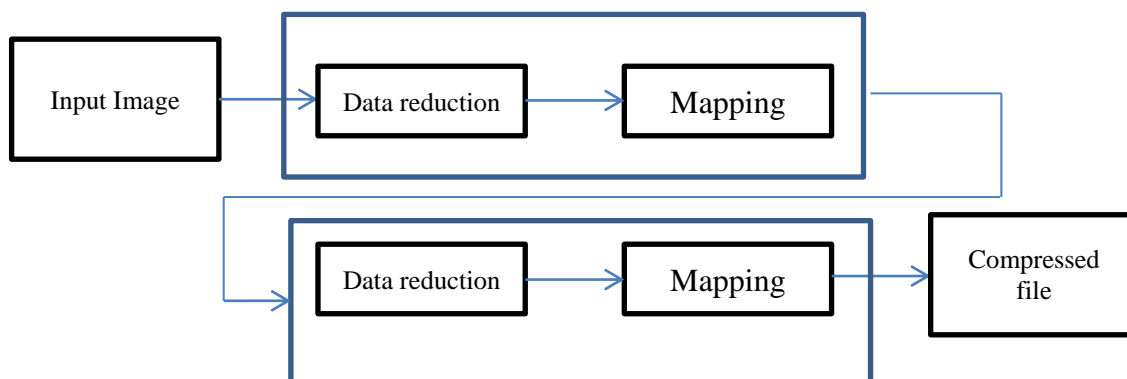 Input Image
Data reduction
Mapping
Data reduction
Mapping
Compressed
file